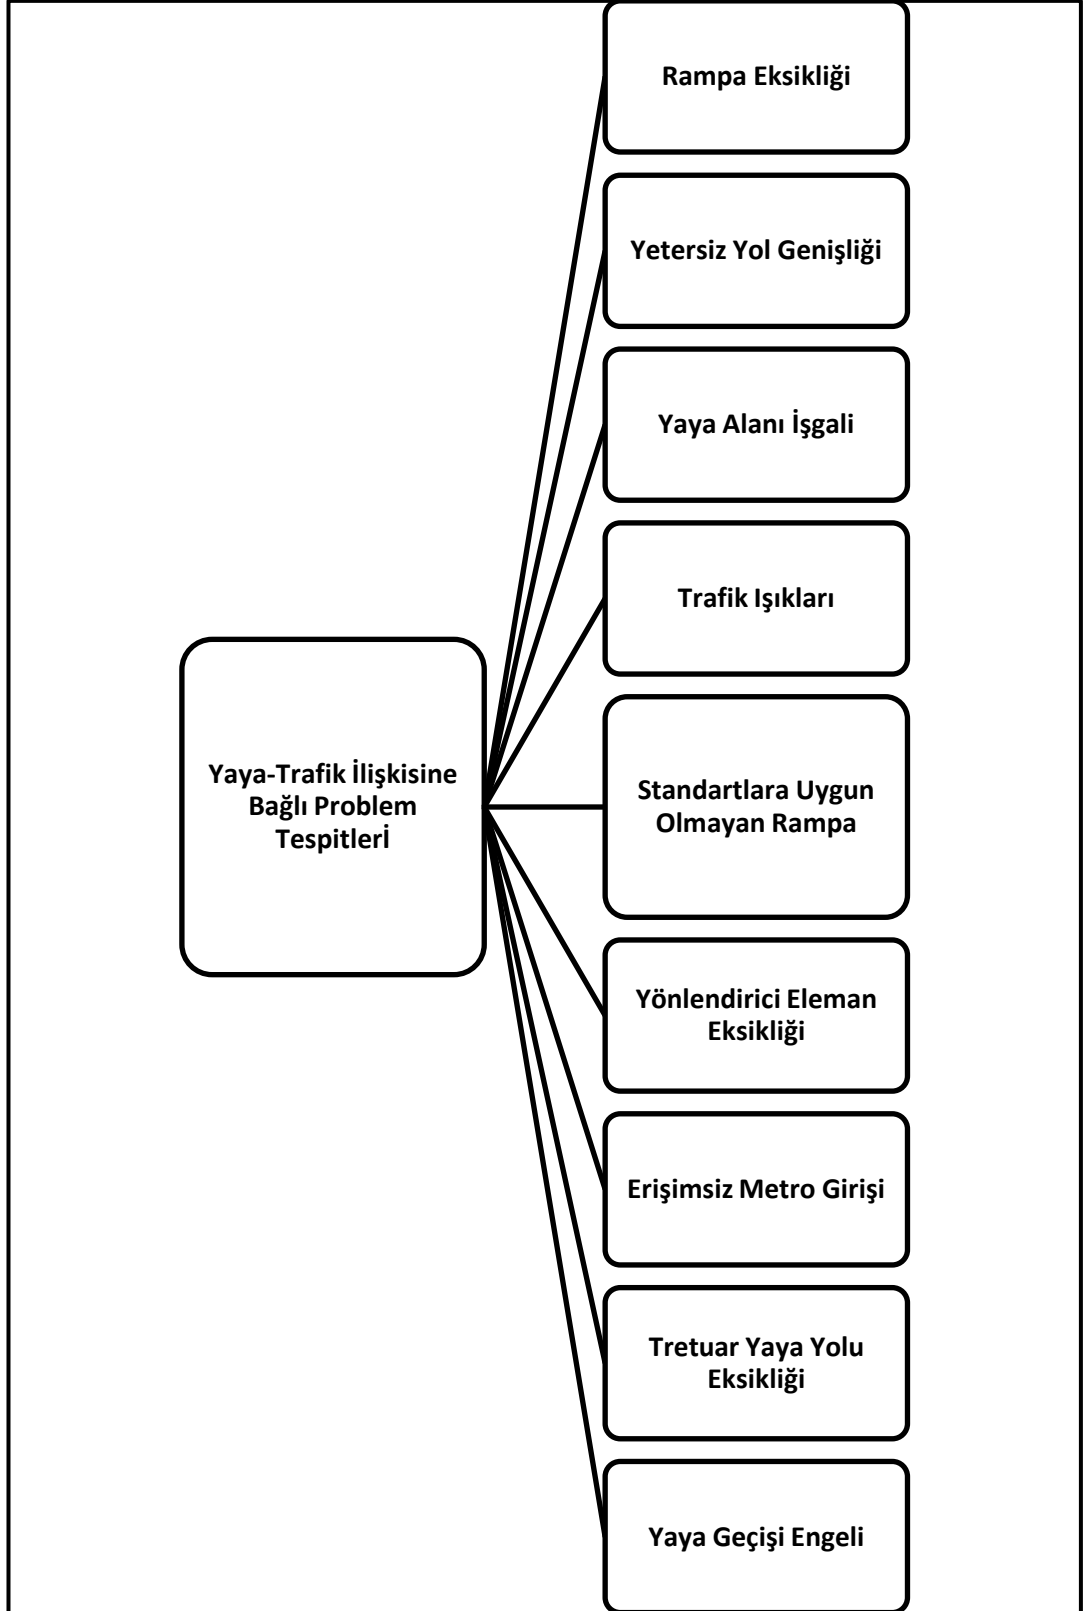 Rampa Eksikliği
Yetersiz Yol Genişliği
Yaya Alanı İşgali
Trafik Işıkları
Yaya-Trafik İlişkisine
Bağlı Problem
Tespitlerİ
Standartlara Uygun
Olmayan Rampa
Yönlendirici Eleman
Eksikliği
Erişimsiz Metro Girişi
Tretuar Yaya Yolu
Eksikliği
Yaya Geçişi Engeli